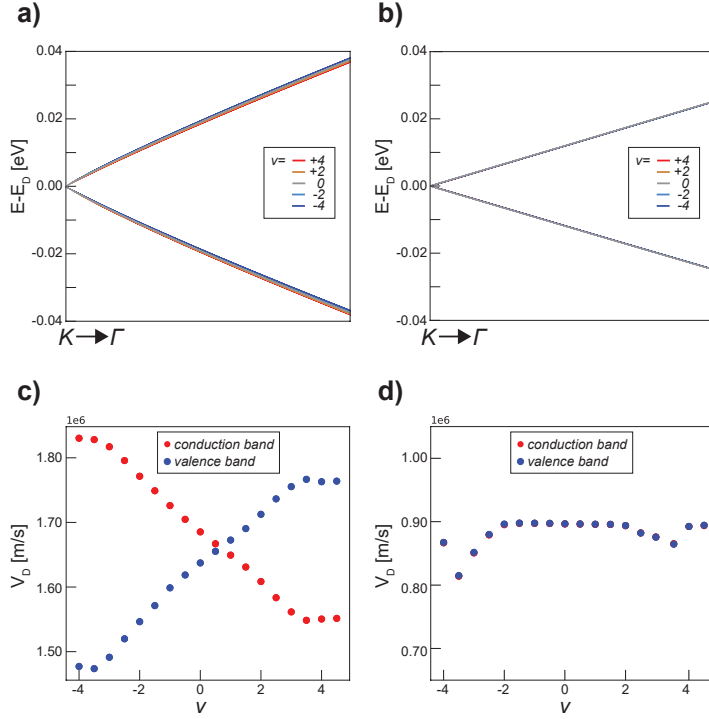 a)
0.04
0.02
0.00
-0.02
-0.04
E-E_D [eV]
v=
+4
+2
0
-2
-4
K→Γ
b)
0.04
0.02
0.00
-0.02
-0.04
E-E_D [eV]
v=
+4
+2
0
-2
-4
K→Γ
c)
1e6
1.80
1.70
1.60
1.50
V_D [m/s]
conduction band
valence band
-4 -2 0 2 4
v
d)
1e6
1.00
0.90
0.80
0.70
V_D [m/s]
conduction band
valence band
-4 -2 0 2 4
v